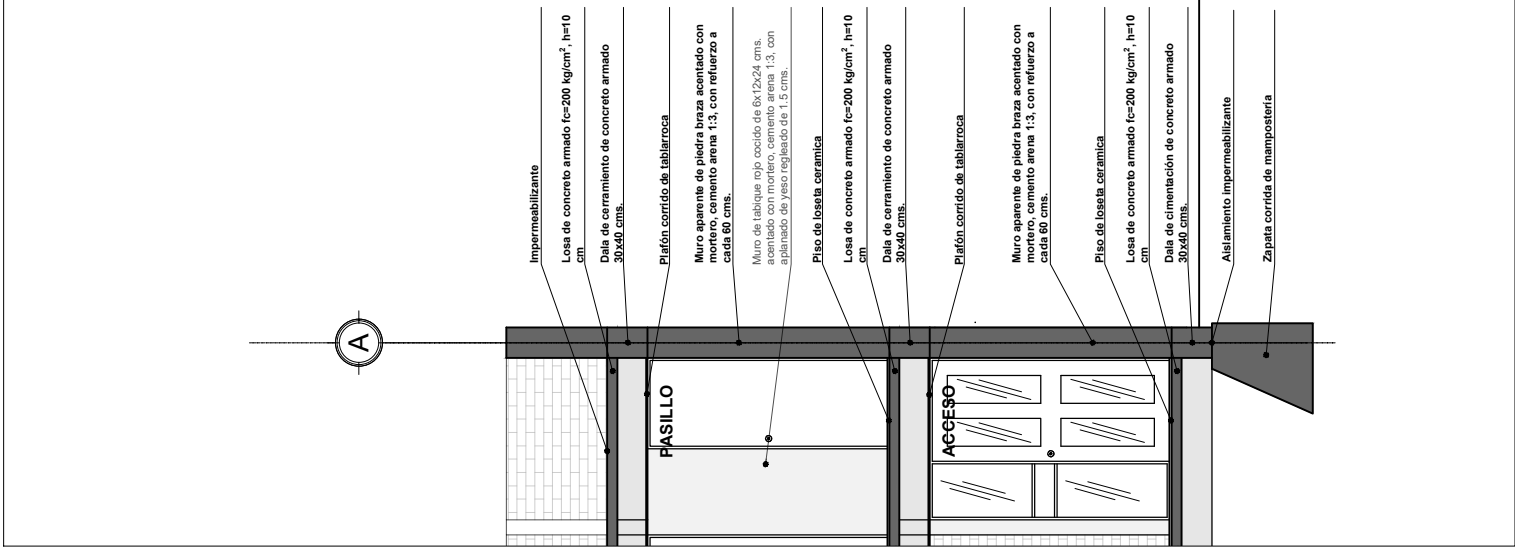 Impermeabilizante
Losa de concreto armado fc=200 kg/cm², h=10
cm
Dala de cerramiento de concreto armado
30x40 cms.
Plafón corrido de tablarroca
Muro aparente de piedra braza acentado con
mortero, cemento arena 1:3, con refuerzo a
cada 60 cms.
Muro de tabique rojo cocido de 6x12x24 cms.
acentado con mortero, cemento arena 1:3, con
aplanado de yeso regleado de 1.5 cms.
Piso de loseta ceramica
Losa de concreto armado fc=200 kg/cm², h=10
cm
Dala de cerramiento de concreto armado
30x40 cms.
Plafón corrido de tablarroca
Muro aparente de piedra braza acentado con
mortero, cemento arena 1:3, con refuerzo a
cada 60 cms.
Piso de loseta ceramica
Losa de concreto armado fc=200 kg/cm², h=10
cm
Dala de cimentación de concreto armado
30x40 cms.
Aislamiento impermeabilizante
Zapata corrida de mampostería
A
PASILLO
ACCESO